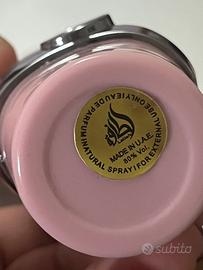 EAU DE PARFUM NATURAL SPRAY FOR EXTERNAL USE ONLY
MADE IN U.A.E.
80% Vol.
subito